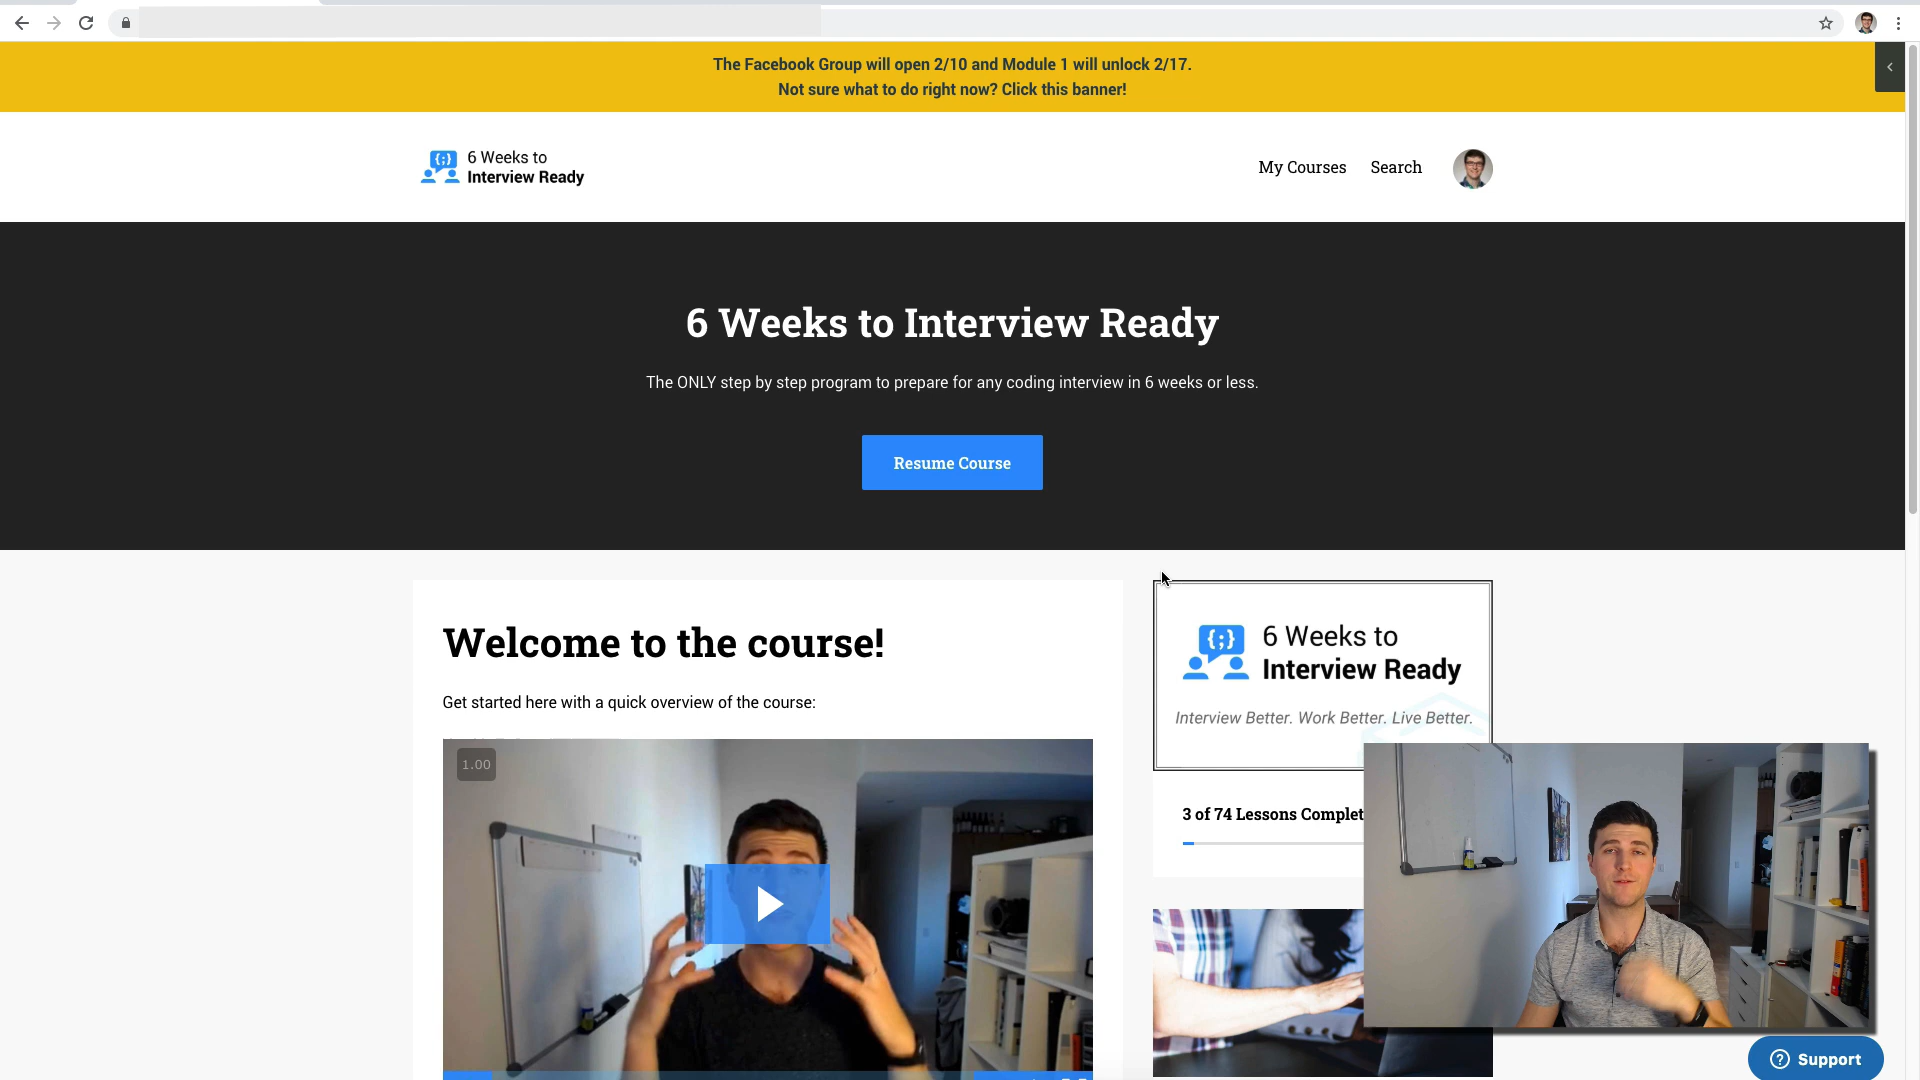 The Facebook Group will open 2/10 and Module 1 will unlock 2/17.
Not sure what to do right now? Click this banner!
6 Weeks to
Interview Ready
My Courses
Search
6 Weeks to Interview Ready
The ONLY step by step program to prepare for any coding interview in 6 weeks or less.
Resume Course
Welcome to the course!
Get started here with a quick overview of the course:
1.00
6 Weeks to
Interview Ready
Interview Better. Work Better. Live Better.
3 of 74 Lessons Complet
Support